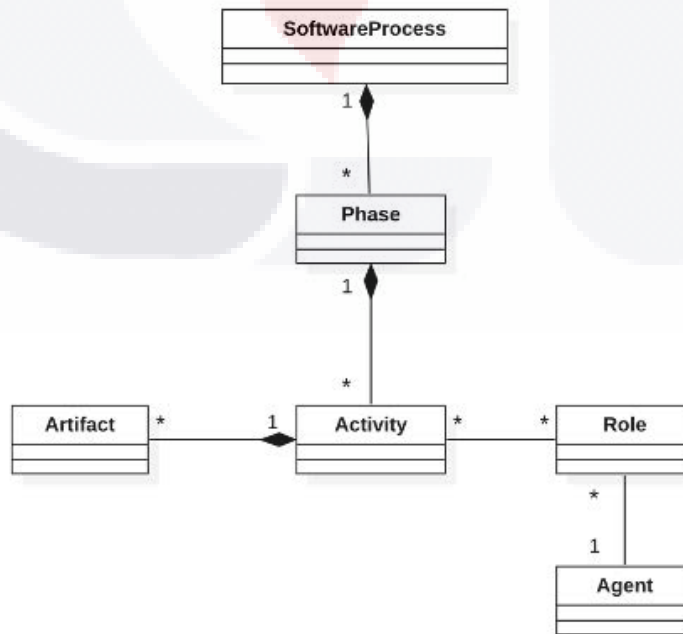 SoftwareProcess
1
*
Phase
1
*
Artifact
*
1
Activity
*
*
Role
*
1
Agent